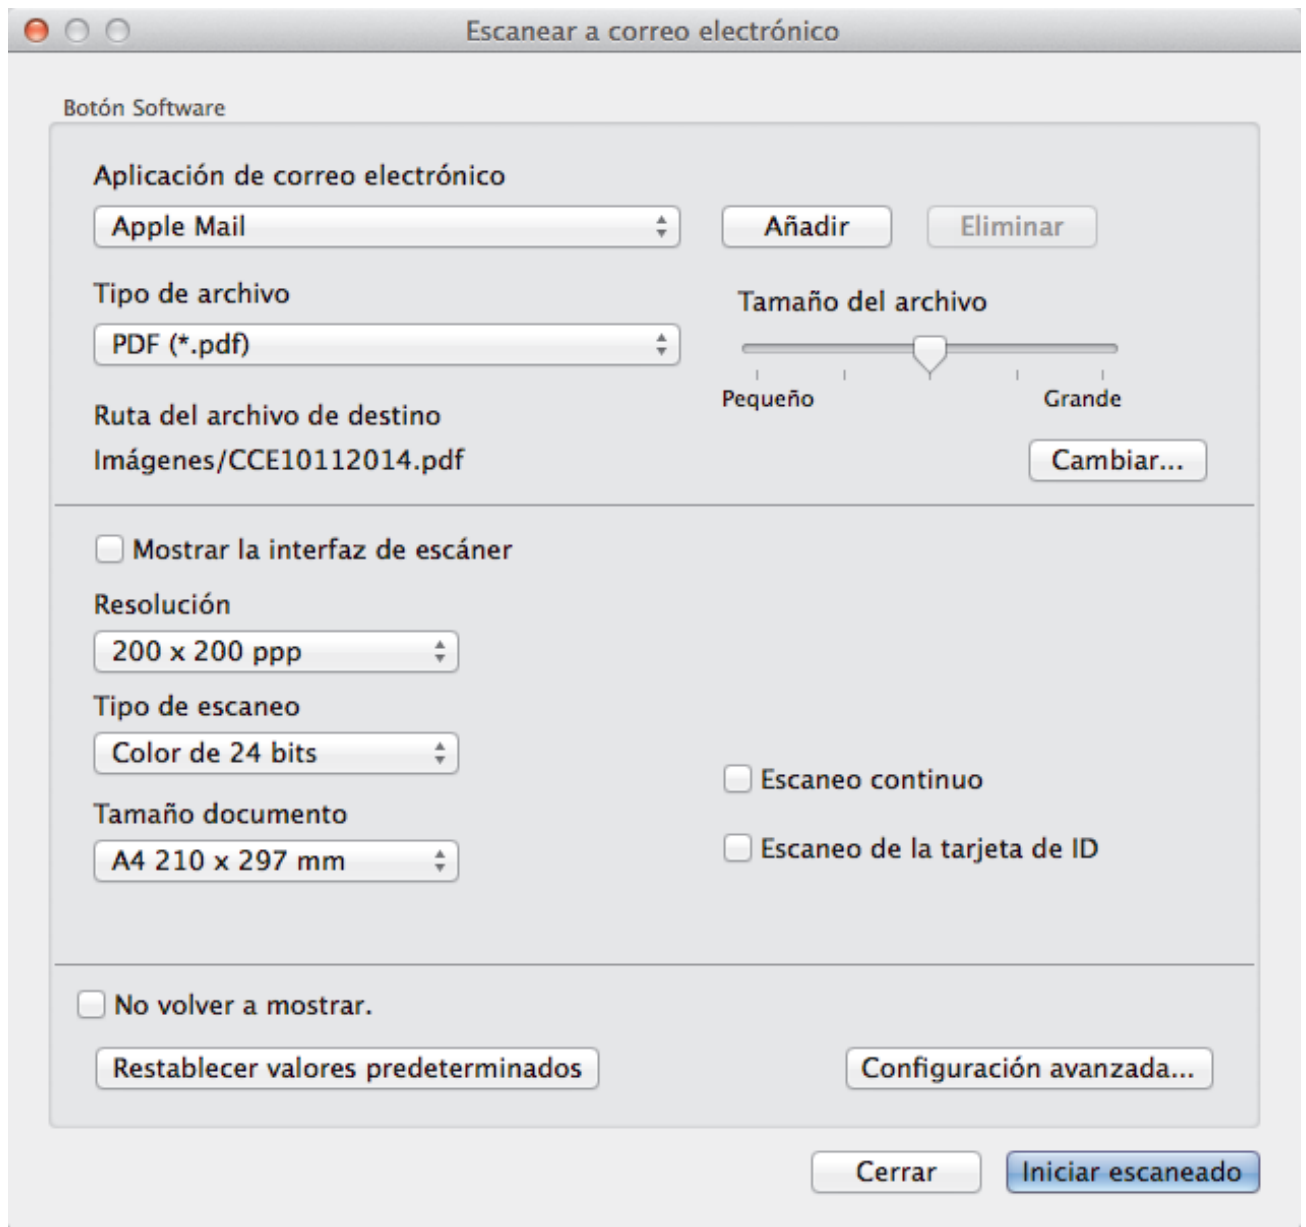 Escanear a correo electrónico
Botón Software
Aplicación de correo electrónico
Apple Mail
Añadir
Eliminar
Tipo de archivo
Tamaño del archivo
PDF (*.pdf)
Pequeño
Grande
Ruta del archivo de destino
Imágenes/CCE10112014.pdf
Cambiar...
Mostrar la interfaz de escáner
Resolución
200 x 200 ppp
Tipo de escaneo
Color de 24 bits
Escaneo continuo
Tamaño documento
A4 210 x 297 mm
Escaneo de la tarjeta de ID
No volver a mostrar.
Restablecer valores predeterminados
Configuración avanzada...
Cerrar
Iniciar escaneado